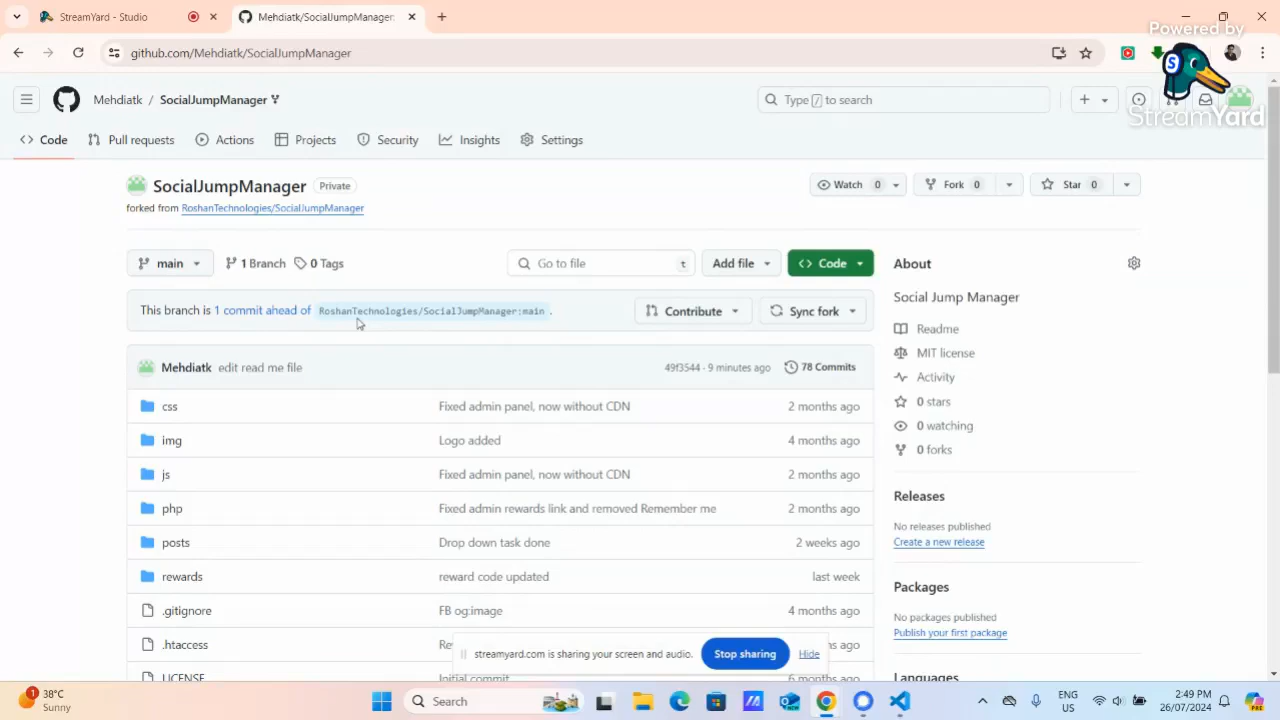 StreamYard - Studio
Mehdiatk/SocialJumpManager:
github.com/Mehdiatk/SocialJumpManager
Powered by
StreamYard
Mehdiatk / SocialJumpManager
Type / to search
Code Pull requests Actions Projects Security Insights Settings
SocialJumpManager Private
forked from RoshanTechnologies/SocialJumpManager
Watch 0 Fork 0 Star 0
main 1 Branch 0 Tags
Go to file t
Add file
Code
This branch is 1 commit ahead of RoshanTechnologies/SocialJumpManager:main .
Contribute
Sync fork
Mehdiatk edit read me file 49f3544 · 9 minutes ago 78 Commits
css Fixed admin panel, now without CDN 2 months ago
img Logo added 4 months ago
js Fixed admin panel, now without CDN 2 months ago
php Fixed admin rewards link and removed Remember me 2 months ago
posts Drop down task done 2 weeks ago
rewards reward code updated last week
.gitignore FB og:image 4 months ago
.htaccess
LICENSE Initial commit 6 months ago
About
Social Jump Manager
Readme
MIT license
Activity
0 stars
0 watching
0 forks
Releases
No releases published
Create a new release
Packages
No packages published
Publish your first package
Languages
streamyard.com is sharing your screen and audio. Stop sharing Hide
1
38°C
Sunny
Search
ENG
US
2:49 PM
26/07/2024